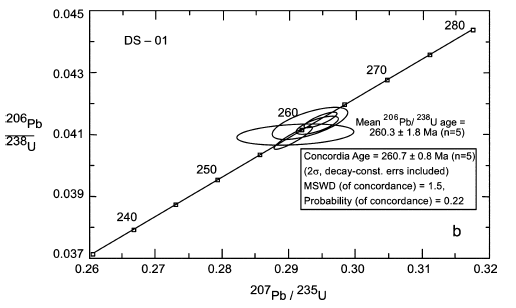 0.045
DS – 01
280
0.043
270
206Pb
238U
260
Mean 206Pb/ 238U age =
260.3 ± 1.8 Ma (n=5)
0.041
Concordia Age = 260.7 ± 0.8 Ma (n=5)
(2σ, decay-const. errs included)
MSWD (of concordance) = 1.5,
Probability (of concordance) = 0.22
250
0.039
240
b
0.037
0.26 0.27 0.28 0.29 0.30 0.31 0.32
207Pb / 235U